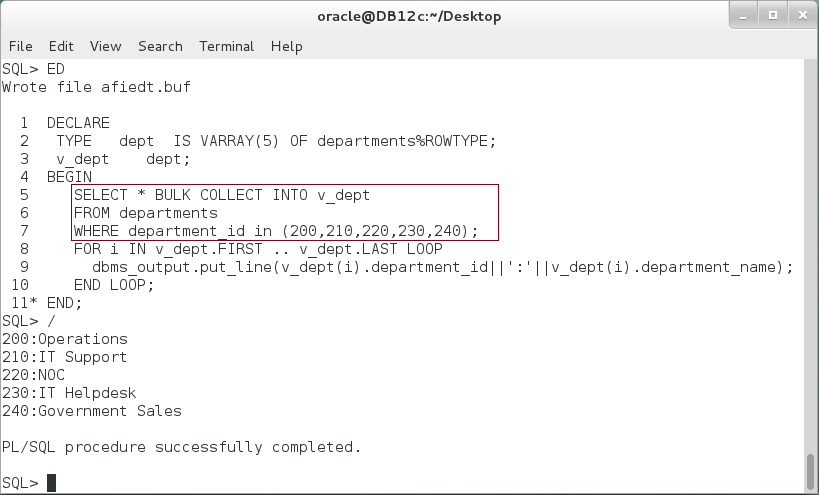 oracle@DB12c:~/Desktop
File Edit View Search Terminal Help
SQL> ED
Wrote file afiedt.buf
1 DECLARE
2 TYPE dept IS VARRAY(5) OF departments%ROWTYPE;
3 v_dept dept;
4 BEGIN
5 SELECT * BULK COLLECT INTO v_dept
6 FROM departments
7 WHERE department_id in (200,210,220,230,240);
8 FOR i IN v_dept.FIRST .. v_dept.LAST LOOP
9 dbms_output.put_line(v_dept(i).department_id||':'||v_dept(i).department_name);
10 END LOOP;
11* END;
SQL> /
200:Operations
210:IT Support
220:NOC
230:IT Helpdesk
240:Government Sales
PL/SQL procedure successfully completed.
SQL>